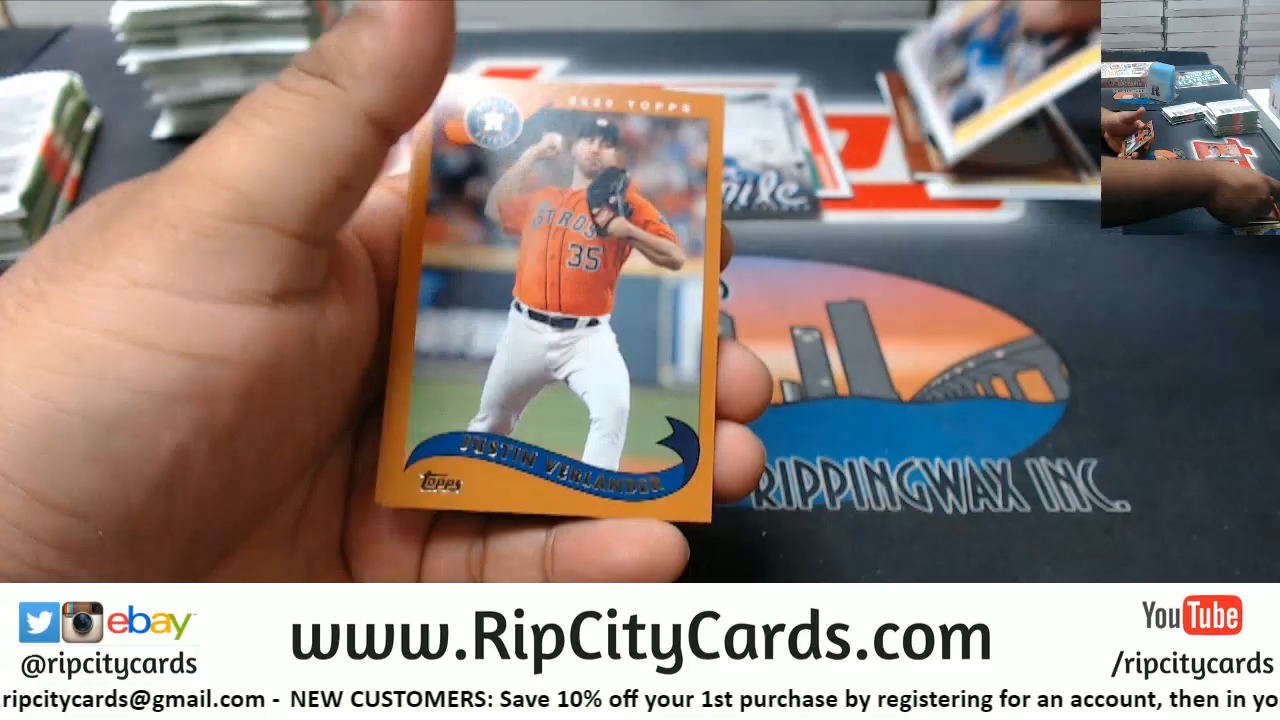 2020 TOPPS
ASTROS
35
JUSTIN VERLANDER
TOPPS
RIPPINGWAX INC.
ebay
@ripcitycards
www.RipCityCards.com
YouTube
/ripcitycards
ripcitycards@gmail.com - NEW CUSTOMERS: Save 10% off your 1st purchase by registering for an account, then in yo